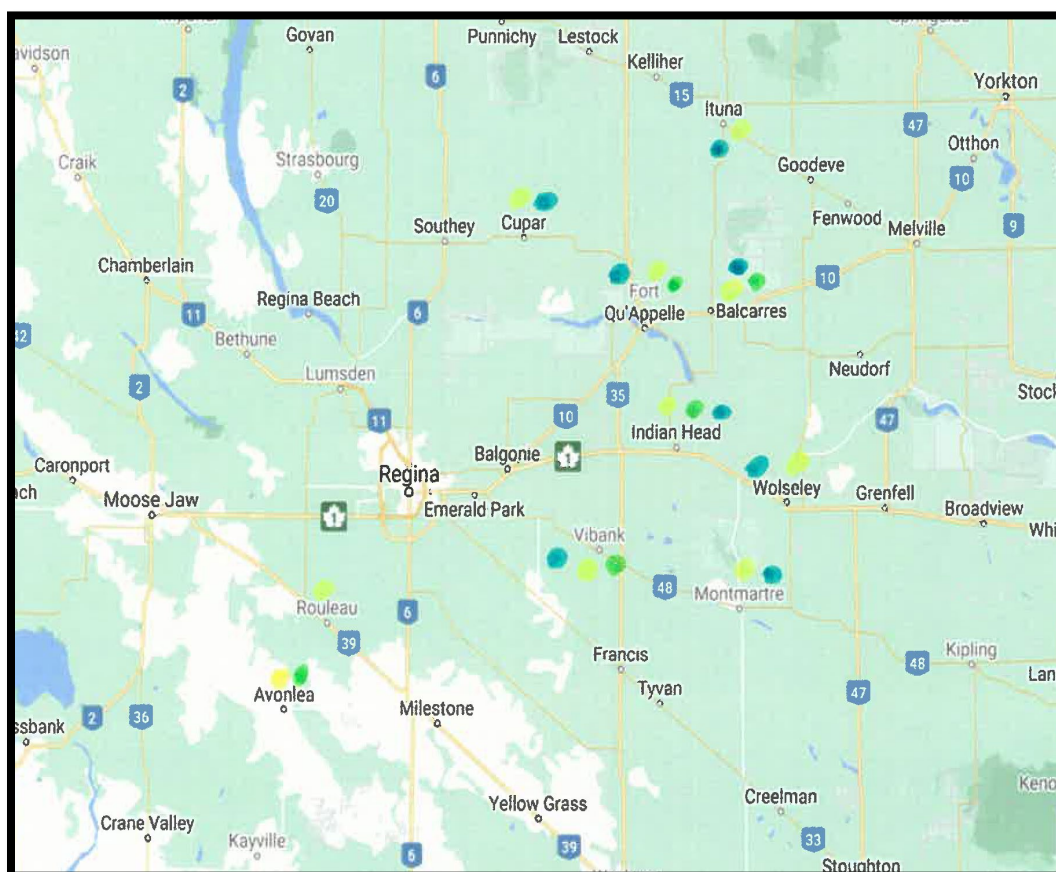 Govan
Punnichy
Lestock
Springside
avidson
2
6
Kelliher
15
Yorkton
Ituna
47
Craik
Strasbourg
Goodeve
Otthon
10
20
Cupar
Southey
Fenwood
Melville
9
Chamberlain
Regina Beach
Fort
Qu'Appelle
Balcarres
10
11
6
42
Bethune
Lumsden
Neudorf
2
35
Stock
11
10
47
Indian Head
Caronport
ach
Regina
Balgonie
1
Wolseley
Grenfell
Moose Jaw
Emerald Park
Broadview
1
Whi
Vibank
48
Montmartre
Rouleau
6
39
Francis
48
Kipling
Lan
Avonlea
Tyvan
47
2
36
Milestone
ssbank
Keno
Crane Valley
Yellow Grass
Creelman
Kayville
6
39
33
Stoughton